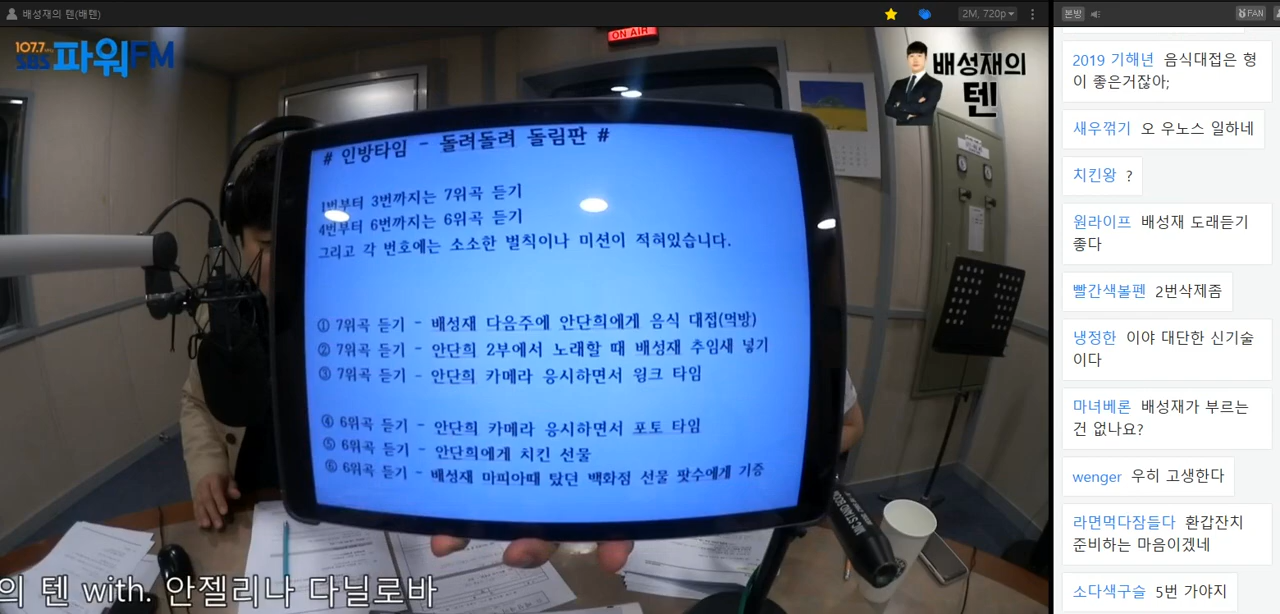 배성재의 텐(배텐)
2M, 720p
본방
FAN
107.7 MHz
SBS 파워FM
ON AIR
배성재의
텐
# 인방타임 - 돌려돌려 돌림판 #
1번부터 3번까지는 7위곡 듣기
4번부터 6번까지는 6위곡 듣기
그리고 각 번호에는 소소한 벌칙이나 미션이 적혀있습니다.
① 7위곡 듣기 - 배성재 다음주에 안단희에게 음식 대접(먹방)
② 7위곡 듣기 - 안단희 2부에서 노래할 때 배성재 추임새 넣기
③ 7위곡 듣기 - 안단희 카메라 응시하면서 윙크 타임
④ 6위곡 듣기 - 안단희 카메라 응시하면서 포토 타임
⑤ 6위곡 듣기 - 안단희에게 치킨 선물
⑥ 6위곡 듣기 - 배성재 마피아때 탔던 백화점 선물 팟수에게 기증
의 텐 with. 안젤리나 다닐로바
2019 기해년 음식대접은 형
이 좋은거잖아;
새우꺾기 오 우노스 일하네
치킨왕 ?
원라이프 배성재 도래듣기
좋다
빨간색볼펜 2번삭제좀
냉정한 이야 대단한 신기술
이다
마녀베론 배성재가 부르는
건 없나요?
wenger 우히 고생한다
라면먹다잠들다 환갑잔치
준비하는 마음이겠네
소다색구슬 5번 가야지